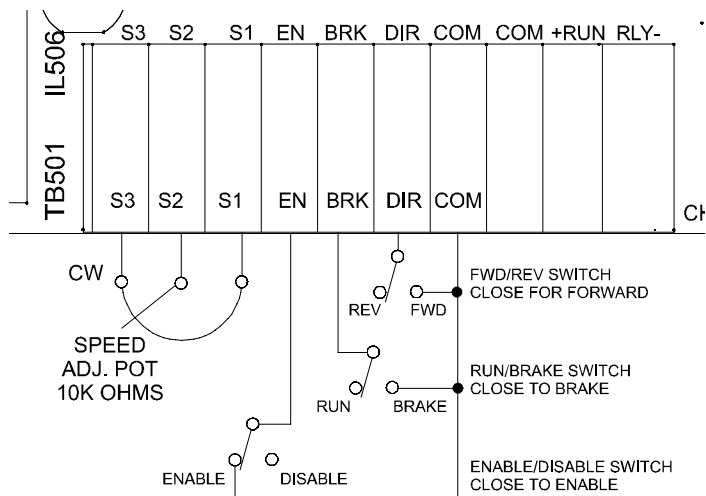 IL506
S3 S2 S1 EN BRK DIR COM COM +RUN RLY-
TB501
S3 S2 S1 EN BRK DIR COM
CW
SPEED
ADJ. POT
10K OHMS
REV FWD
FWD/REV SWITCH
CLOSE FOR FORWARD
RUN BRAKE
RUN/BRAKE SWITCH
CLOSE TO BRAKE
ENABLE DISABLE
ENABLE/DISABLE SWITCH
CLOSE TO ENABLE